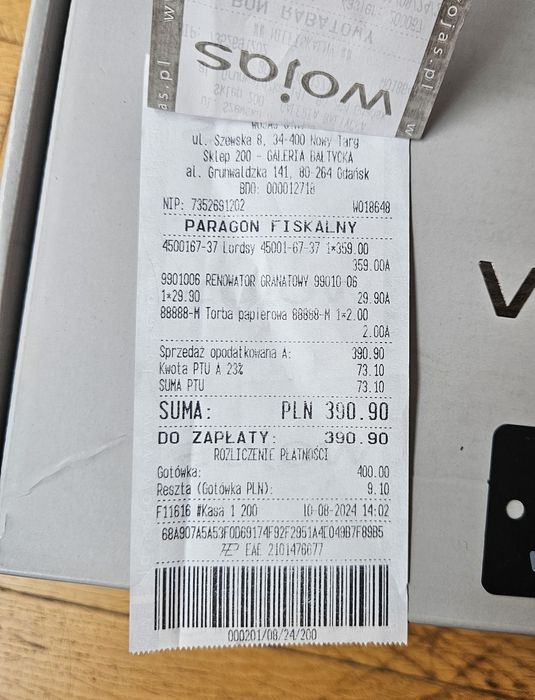 wojas
BON RABATOWY
WOJAS S.A.
ul. Szewska 8, 34-400 Nowy Targ
Sklep 200 - GALERIA BAŁTYCKA
al. Grunwaldzka 141, 80-264 Gdańsk
BDO: 000012718
NIP: 7352691202 W018648
PARAGON FISKALNY
4500167-37 Lordsy 45001-67-37 1*359.00
359.00A
9901006 RENOWATOR GRANATOWY 99010-06
1*29.90 29.90A
88888-M Torba papierowa 88888-M 1*2.00
2.00A
Sprzedaż opodatkowana A: 390.90
Kwota PTU A 23% 73.10
SUMA PTU 73.10
SUMA: PLN 390.90
DO ZAPŁATY: 390.90
ROZLICZENIE PŁATNOŚCI
Gotówka: 400.00
Reszta (Gotówka PLN): 9.10
F11616 #Kasa 1 200 10-08-2024 14:02
68A907A5A53F0D69174F92F2951A4E049B7F89B5
EAE 2101476677
000201/08/24/200